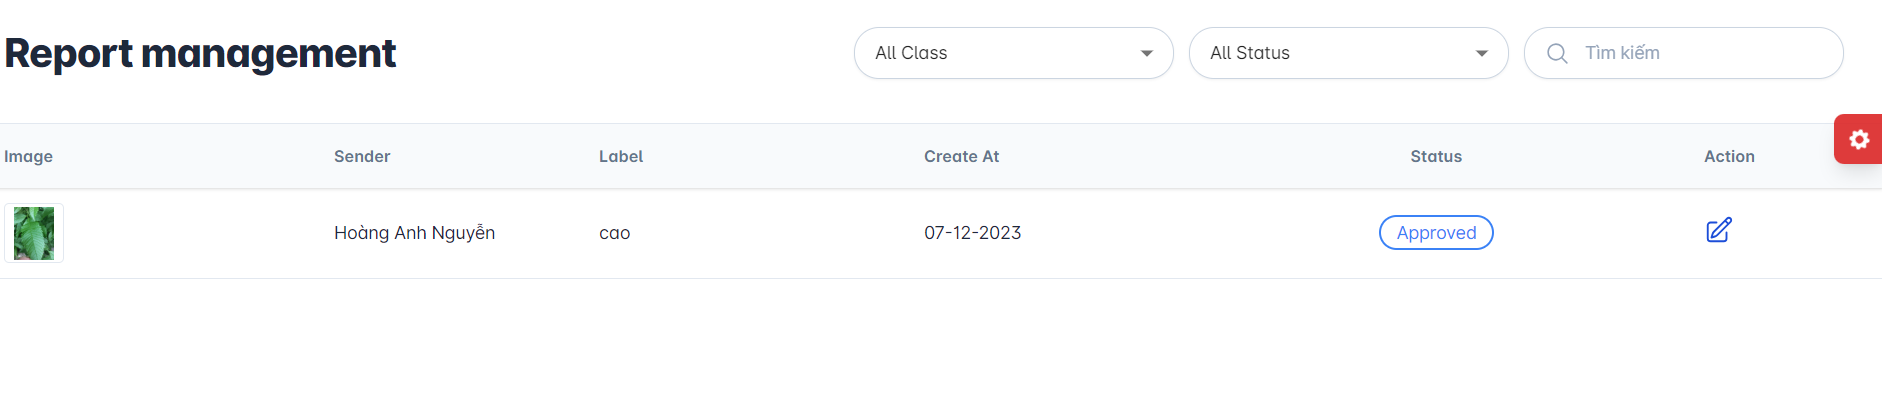 Report management
All Class
All Status
Tìm kiếm
Image Sender Label Create At Status Action
Hoàng Anh Nguyễn cao 07-12-2023 Approved